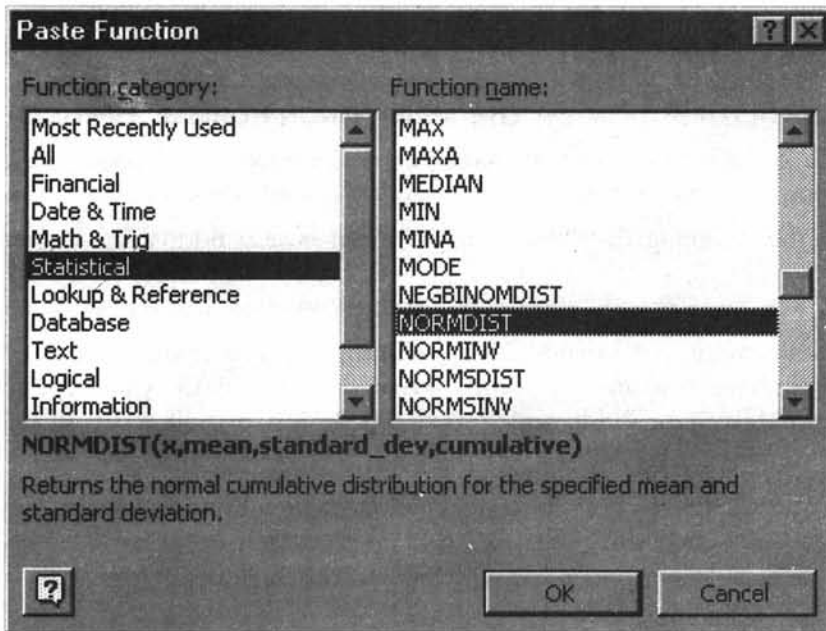 Paste Function
Function category:
Most Recently Used
All
Financial
Date & Time
Math & Trig
Statistical
Lookup & Reference
Database
Text
Logical
Information
Function name:
MAX
MAXA
MEDIAN
MIN
MINA
MODE
NEGBINOMDIST
NORMDIST
NORMINV
NORMSDIST
NORMSINV
NORMDIST(x,mean,standard_dev,cumulative)
Returns the normal cumulative distribution for the specified mean and
standard deviation.
OK
Cancel